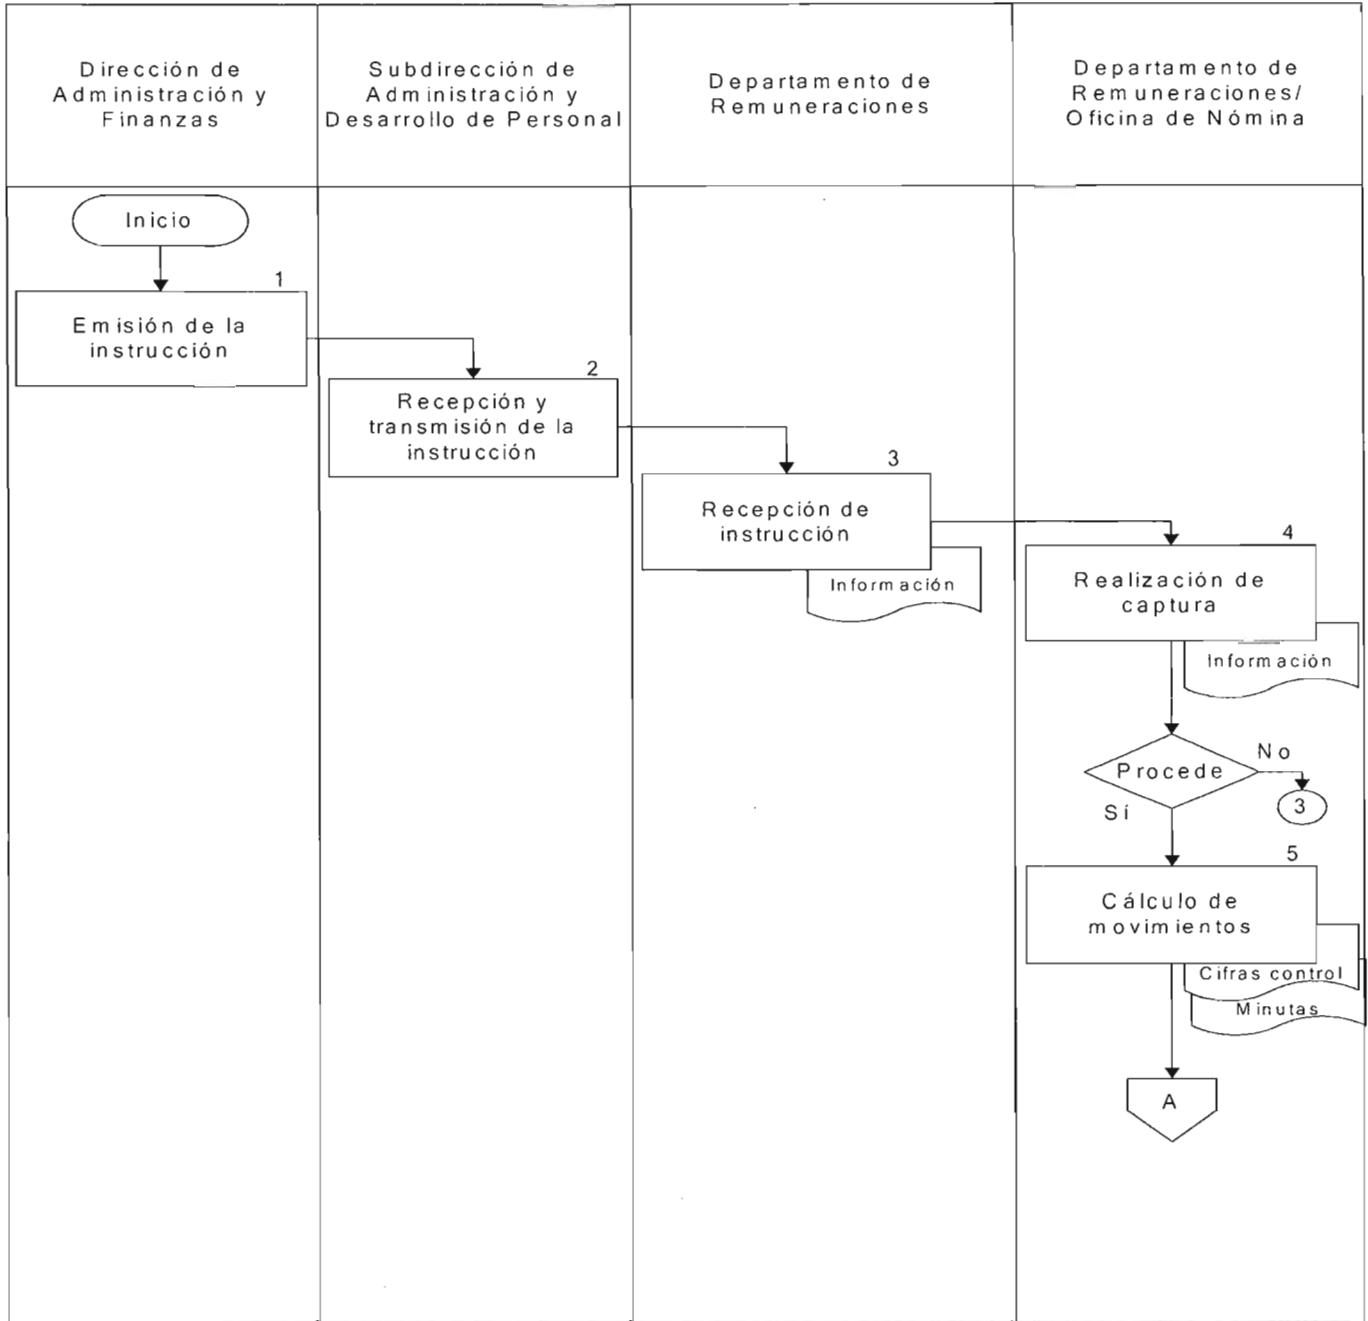 Dirección de
Administración y
Finanzas
Subdirección de
Administración y
Desarrollo de Personal
Departamento de
Remuneraciones
Departamento de
Remuneraciones/
Oficina de Nómina
Inicio
1
Emisión de la
instrucción
2
Recepción y
transmisión de la
instrucción
3
Recepción de
instrucción
Información
4
Realización de
captura
Información
Procede
No
3
Sí
5
Cálculo de
movimientos
Cifras control
Minutas
A